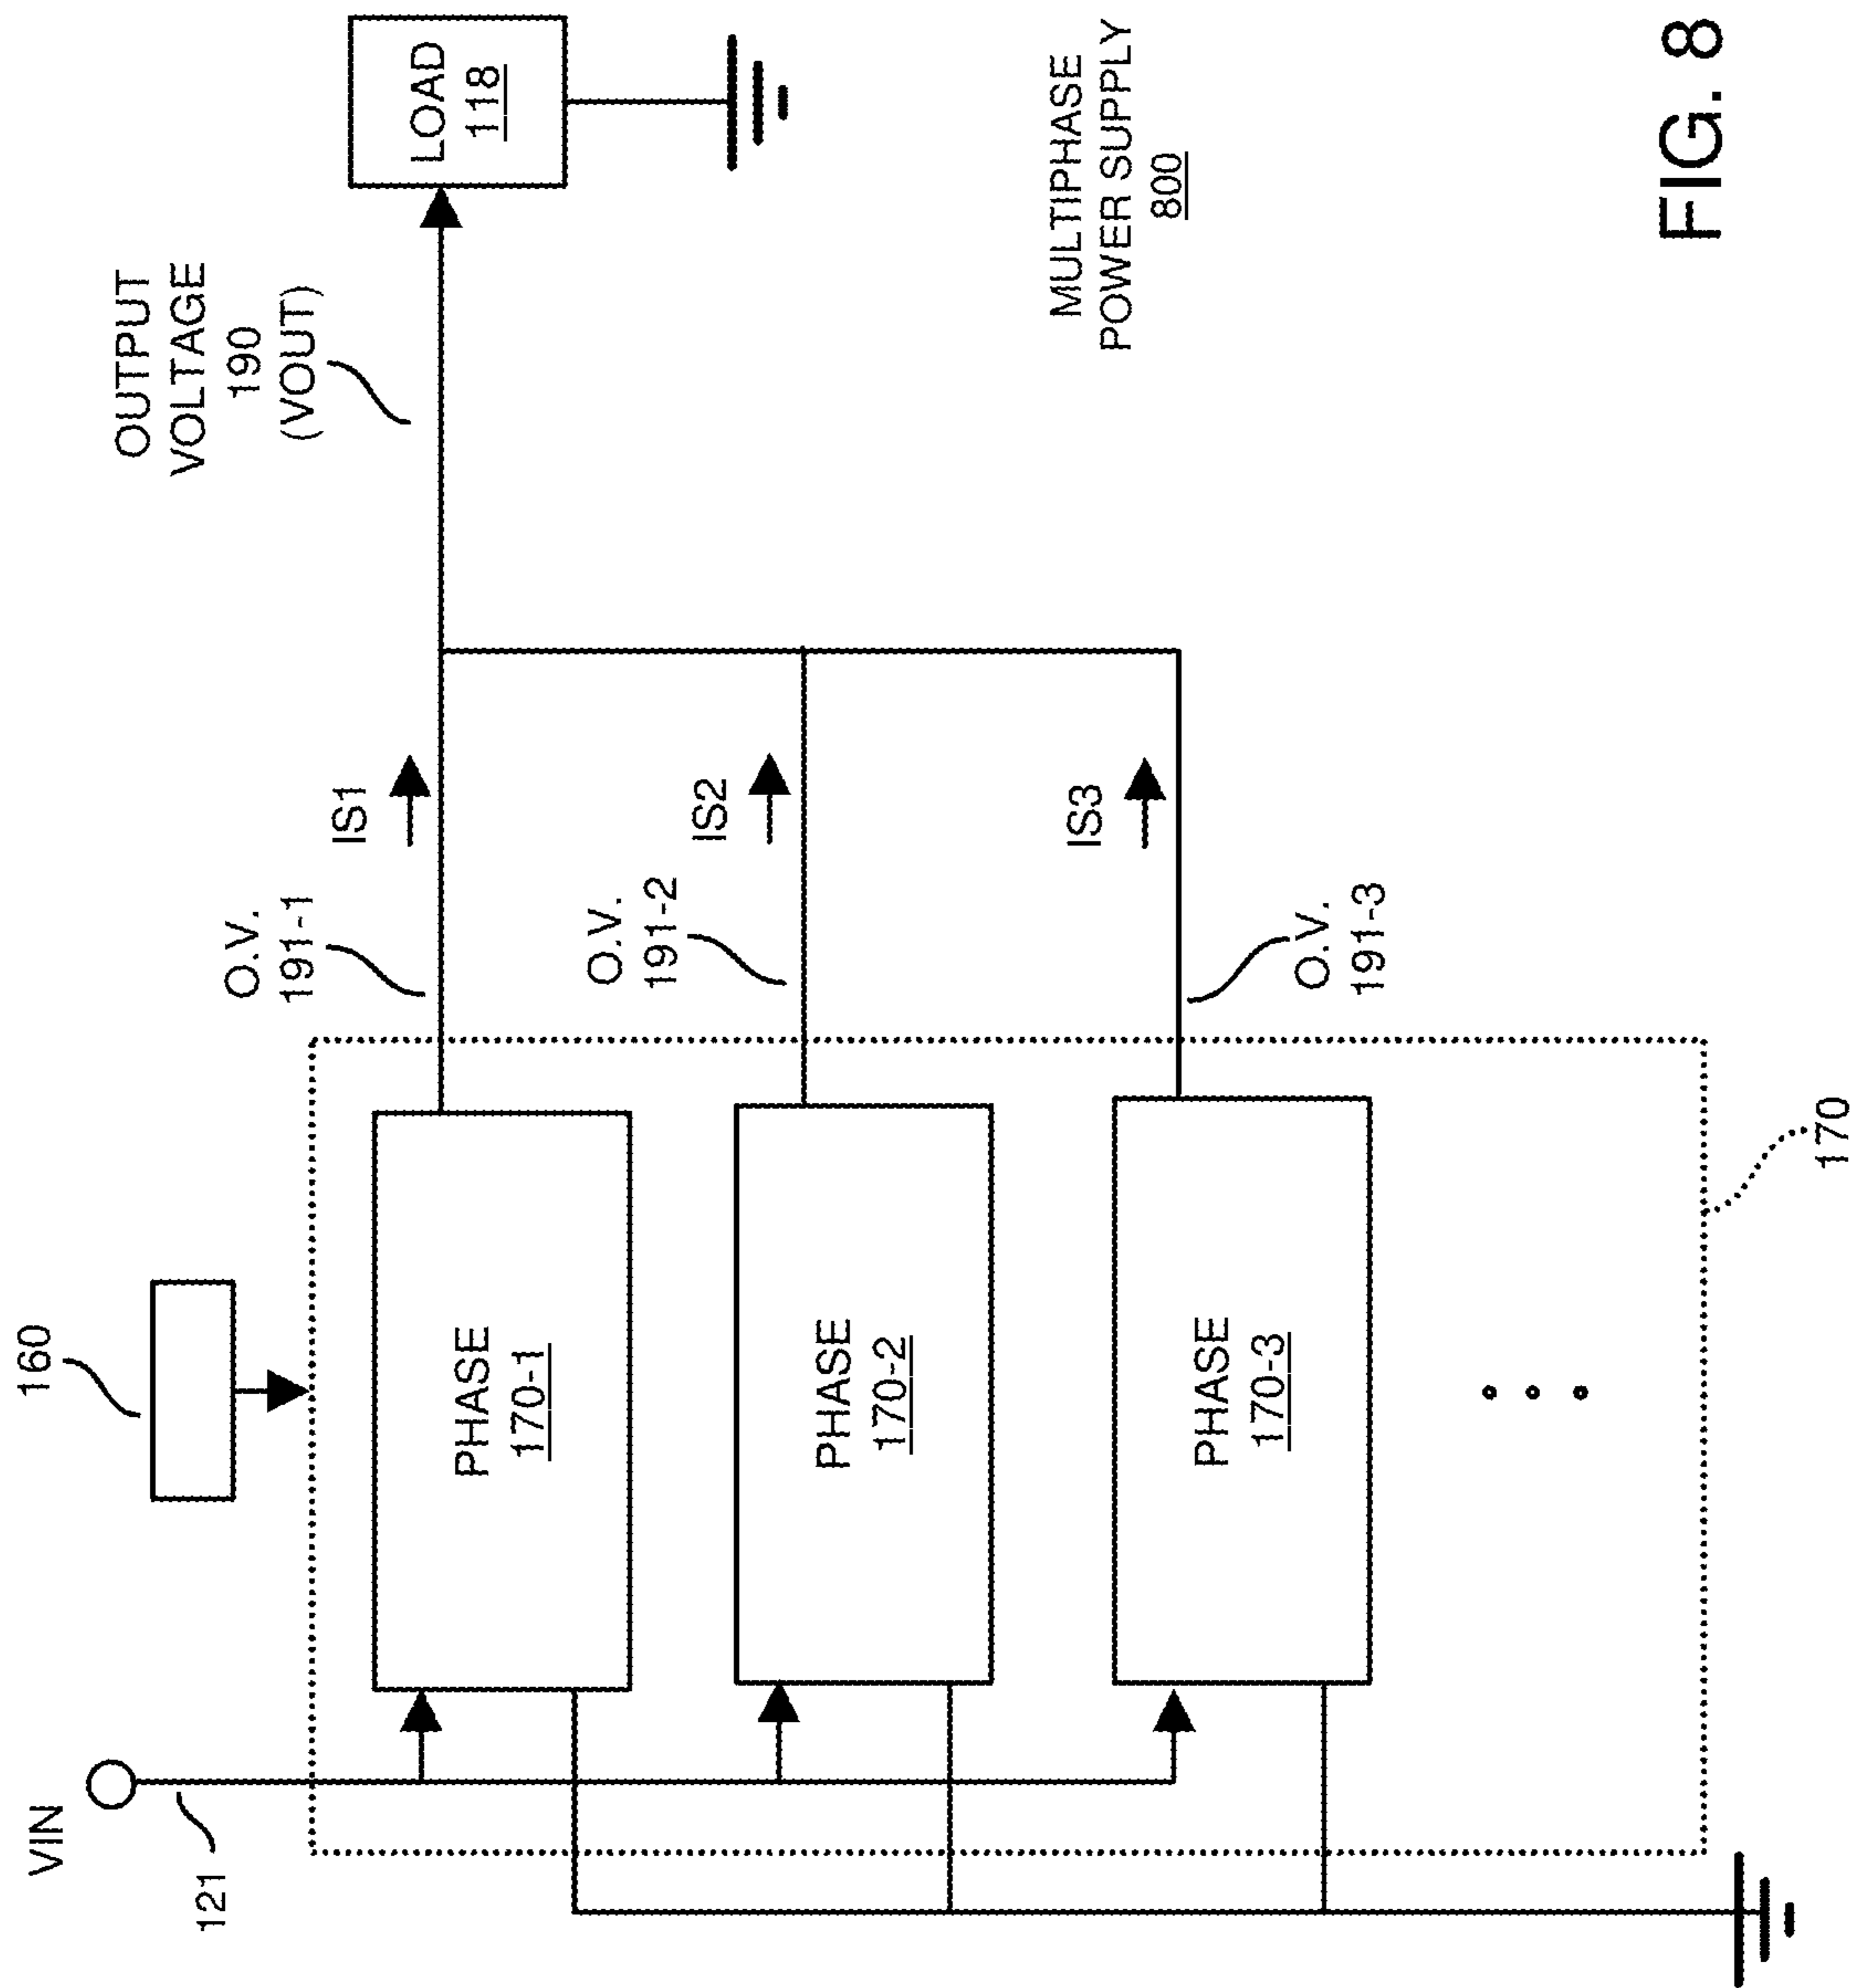 160
VIN
121
OUTPUT
VOLTAGE
190
(VOUT)
O.V.
191-1
IS1
LOAD
118
PHASE
170-1
O.V.
191-2
IS2
PHASE
170-2
IS3
O.V.
191-3
PHASE
170-3
MULTIPHASE
POWER SUPPLY
800
170
FIG. 8